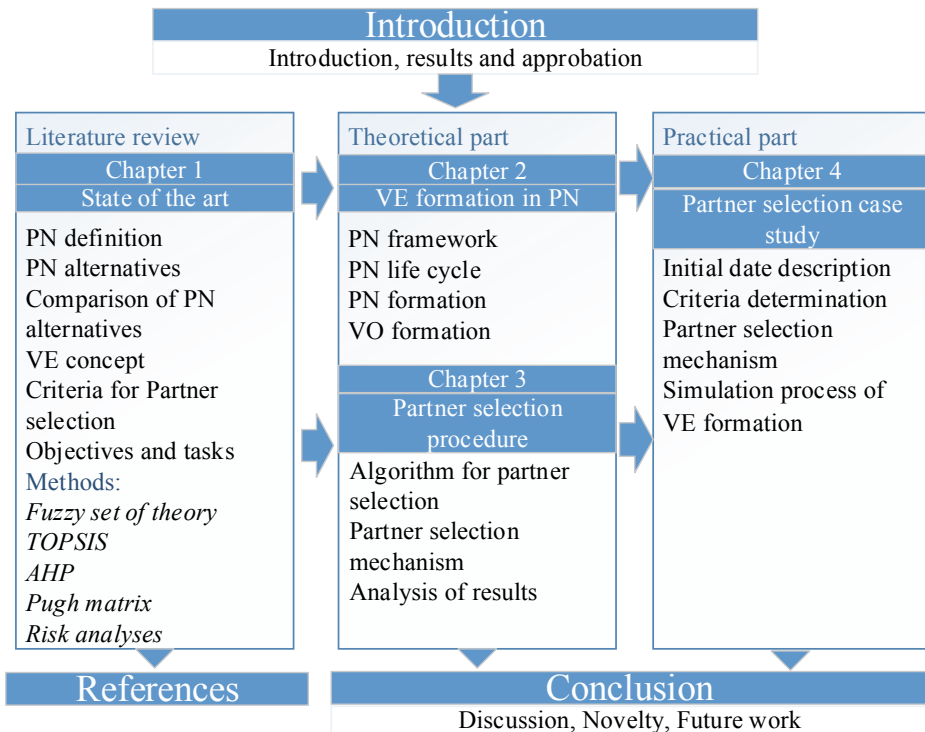 Introduction
Introduction, results and approbation
Literature review
Chapter 1
State of the art
PN definition
PN alternatives
Comparison of PN
alternatives
VE concept
Criteria for Partner
selection
Objectives and tasks
Methods:
Fuzzy set of theory
TOPSIS
AHP
Pugh matrix
Risk analyses
Theoretical part
Chapter 2
VE formation in PN
PN framework
PN life cycle
PN formation
VO formation
Chapter 3
Partner selection
procedure
Algorithm for partner
selection
Partner selection
mechanism
Analysis of results
Practical part
Chapter 4
Partner selection case
study
Initial date description
Criteria determination
Partner selection
mechanism
Simulation process of
VE formation
References
Conclusion
Discussion, Novelty, Future work